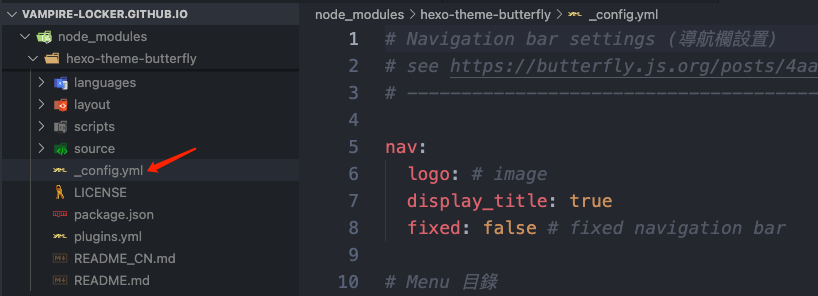 VAMPIRE-LOCKER.GITHUB.IO
node_modules
hexo-theme-butterfly
languages
layout
scripts
source
_config.yml
LICENSE
package.json
plugins.yml
README_CN.md
README.md
node_modules > hexo-theme-butterfly > _config.yml
1 # Navigation bar settings (導航欄設置)
2 # see https://butterfly.js.org/posts/4aa
3 # --------------------------------------
4
5 nav:
6 logo: # image
7 display_title: true
8 fixed: false # fixed navigation bar
9
10 # Menu 目錄